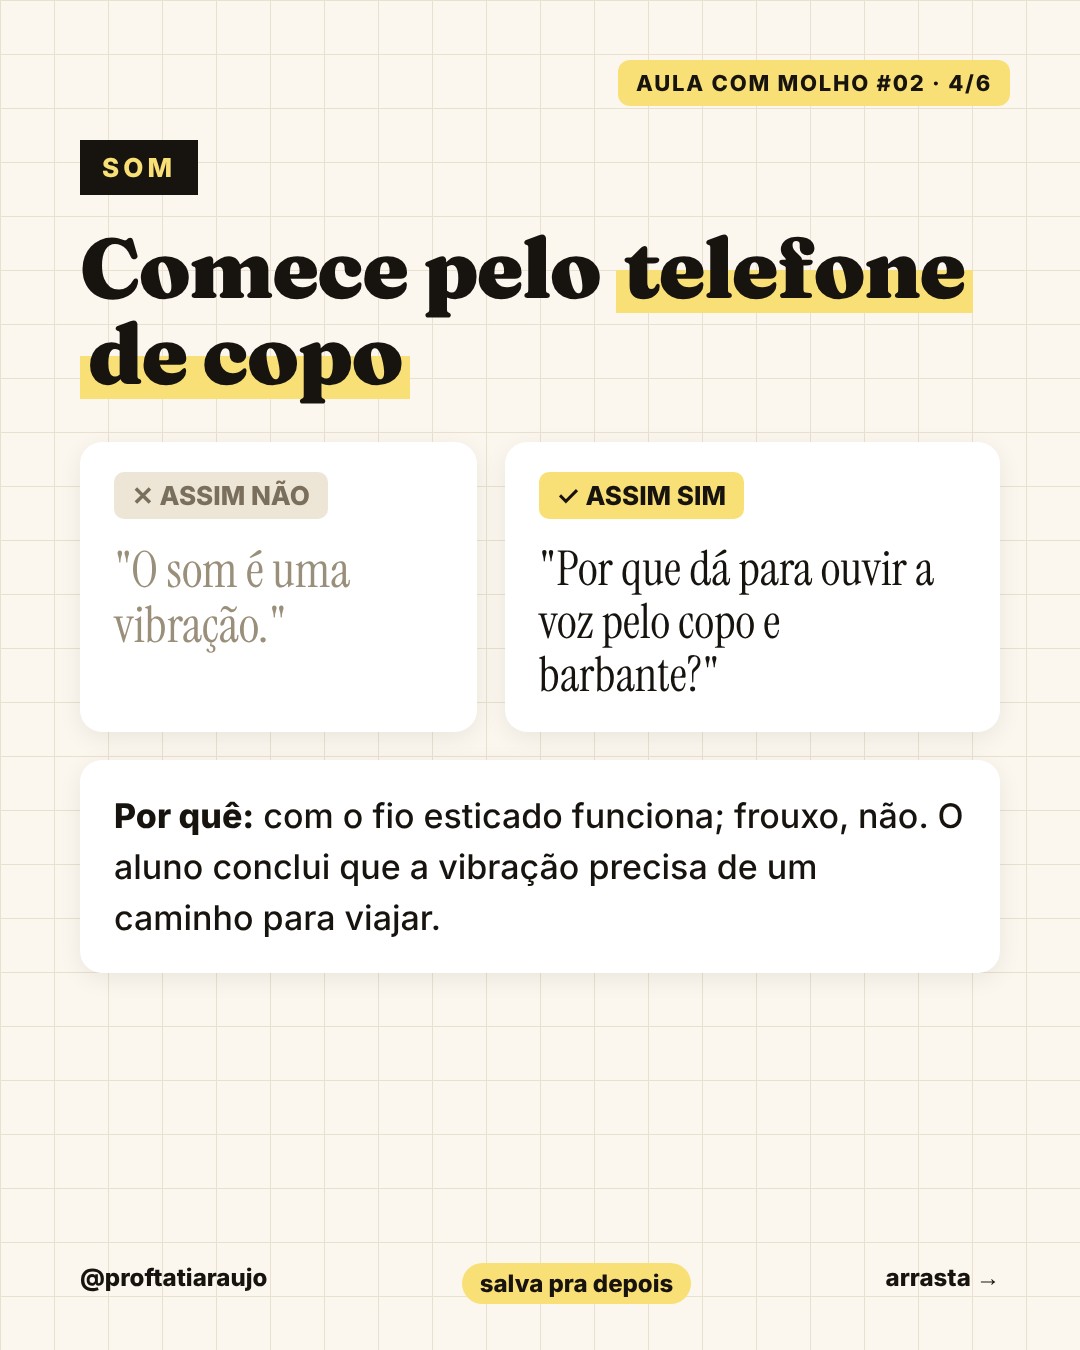 AULA COM MOLHO #02 · 4/6
SOM
Comece pelo telefone
de copo
✕ ASSIM NÃO
"O som é uma
vibração."
✓ ASSIM SIM
"Por que dá para ouvir a
voz pelo copo e
barbante?"
Por quê: com o fio esticado funciona; frouxo, não. O
aluno conclui que a vibração precisa de um
caminho para viajar.
@proftatiaraujo
salva pra depois
arrasta →